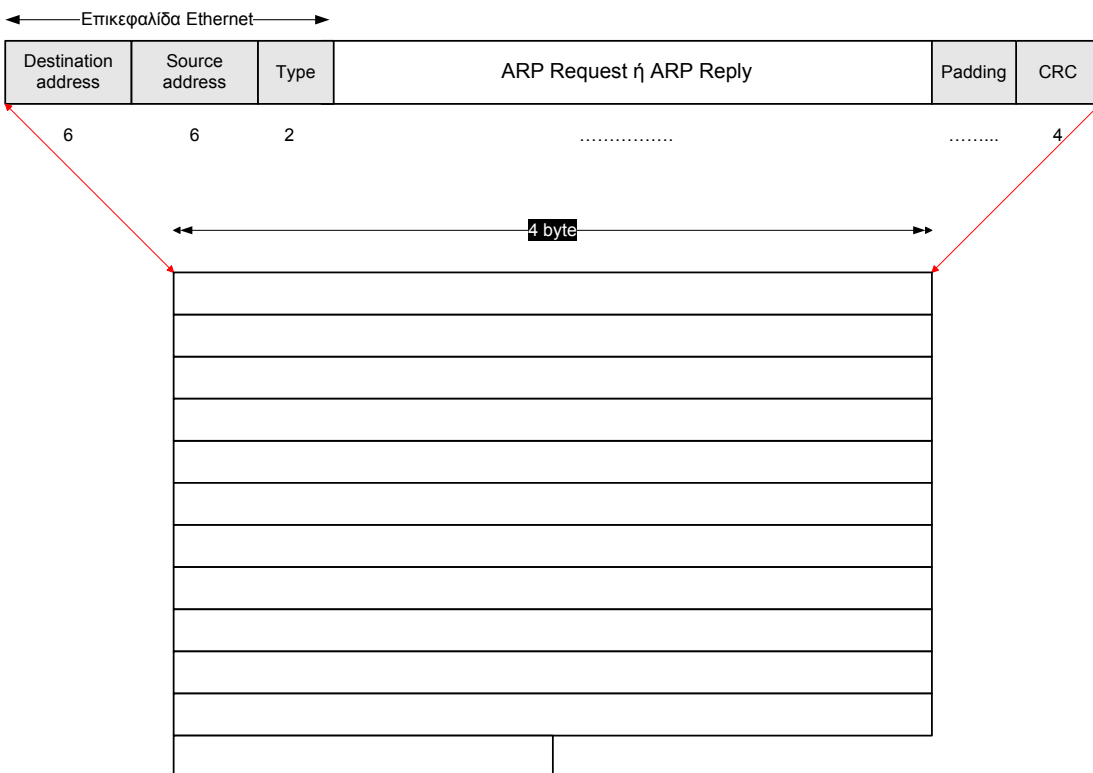 Επικεφαλίδα Ethernet
Destination address
Source address
Type
ARP Request ή ARP Reply
Padding
CRC
6
6
2
……………
……...
4
4 byte